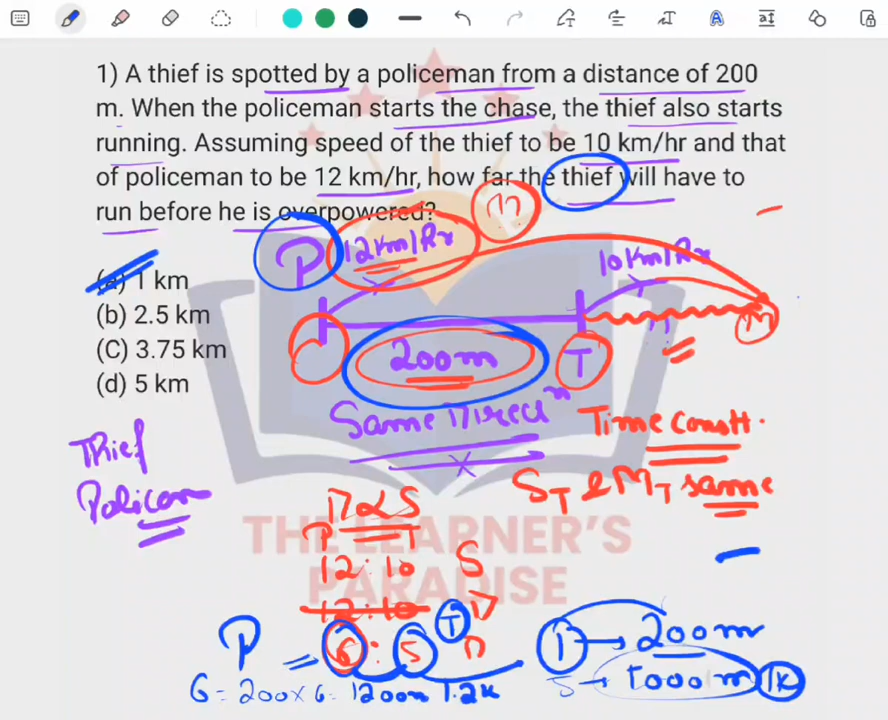 1) A thief is spotted by a policeman from a distance of 200
m. When the policeman starts the chase, the thief also starts
running. Assuming speed of the thief to be 10 km/hr and that
of policeman to be 12 km/hr, how far the thief will have to
run before he is overpowered?
P 12km/hr M 10km/hr
(a) 1 km
(b) 2.5 km
(C) 3.75 km
(d) 5 km
200m T M
Same Direcⁿ
Time Constt.
Thief
Policem
ST & MT same
D∝S
THE LEARNER'S
PARADISE
P T
12:10 S
12:10 D
P = 6:5 T D 1→200m
5→1000m 1k
6=200×6=1200m 1.2k